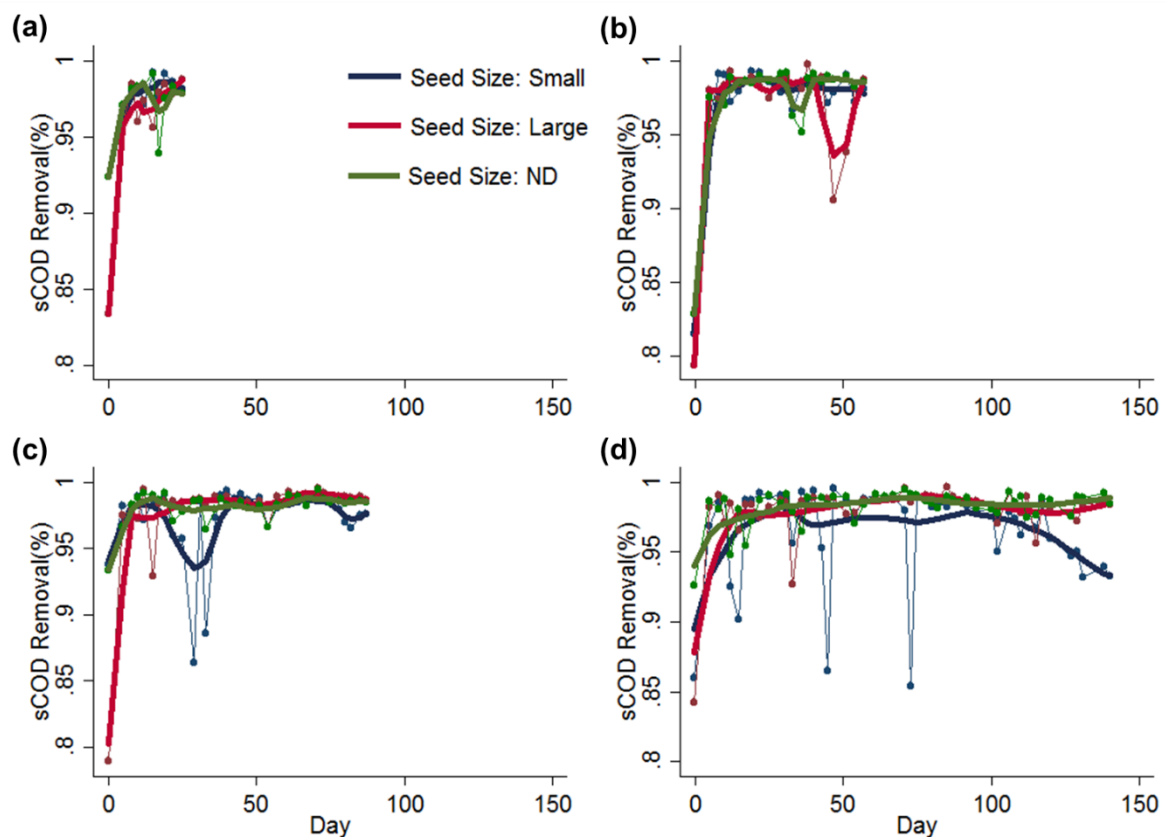 (a)
(b)
sCOD Removal(%)
1
.95
.9
.85
.8
0
50
100
150
Seed Size: Small
Seed Size: Large
Seed Size: ND
sCOD Removal(%)
1
.95
.9
.85
.8
0
50
100
150
(c)
(d)
sCOD Removal(%)
1
.95
.9
.85
.8
0
50
100
150
Day
sCOD Removal(%)
1
.95
.9
.85
.8
0
50
100
150
Day